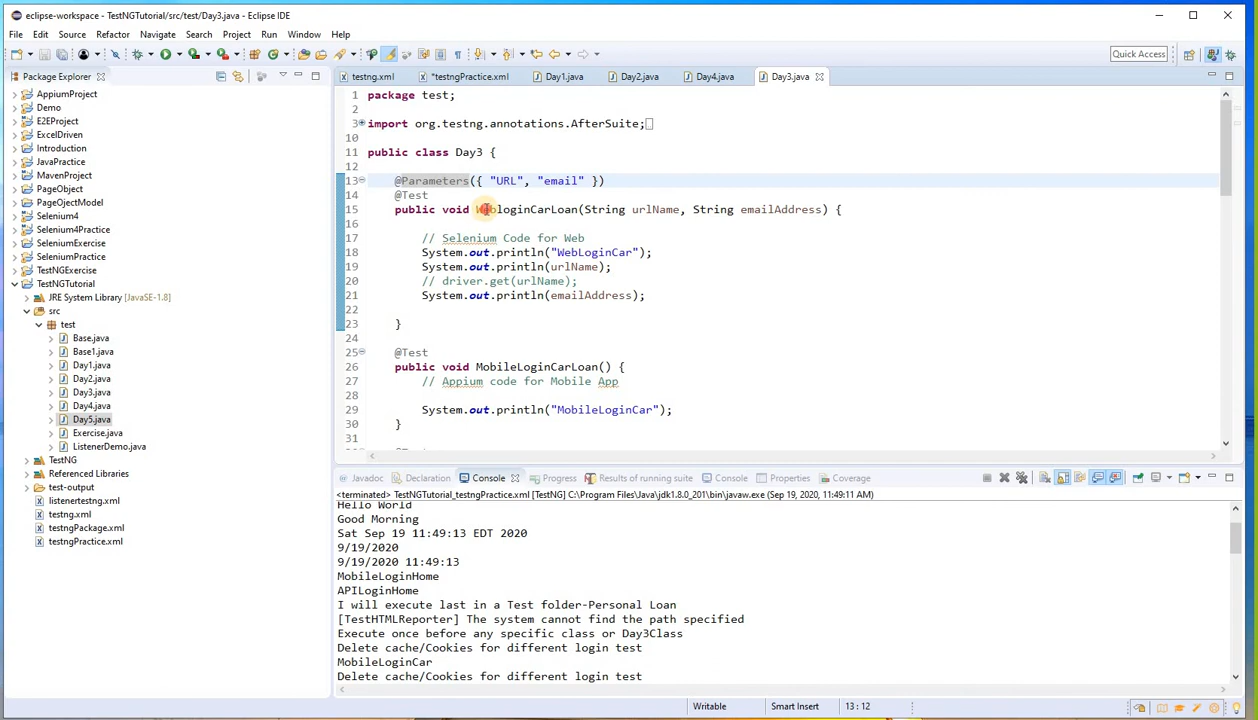 eclipse-workspace - TestNGTutorial/src/test/Day3.java - Eclipse IDE
File Edit Source Refactor Navigate Search Project Run Window Help
Quick Access
Package Explorer
AppiumProject
Demo
E2EProject
ExcelDriven
Introduction
JavaPractice
MavenProject
PageObject
PageOjectModel
Selenium4
Selenium4Practice
SeleniumExercise
SeleniumPractice
TestNGExercise
TestNGTutorial
JRE System Library [JavaSE-1.8]
src
test
Base.java
Base1.java
Day1.java
Day2.java
Day3.java
Day4.java
Day5.java
Exercise.java
ListenerDemo.java
TestNG
Referenced Libraries
test-output
listenertestng.xml
testng.xml
testngPackage.xml
testngPractice.xml
testng.xml *testngPractice.xml Day1.java Day2.java Day4.java Day3.java
1 package test;
2
3 import org.testng.annotations.AfterSuite;
10
11 public class Day3 {
12
13 @Parameters({ "URL", "email" })
14 @Test
15 public void WebloginCarLoan(String urlName, String emailAddress) {
16
17 // Selenium Code for Web
18 System.out.println("WebLoginCar");
19 System.out.println(urlName);
20 // driver.get(urlName);
21 System.out.println(emailAddress);
22
23 }
24
25 @Test
26 public void MobileLoginCarLoan() {
27 // Appium code for Mobile App
28
29 System.out.println("MobileLoginCar");
30 }
31
Javadoc Declaration Console Progress Results of running suite Console Properties Coverage
<terminated> TestNGTutorial_testngPractice.xml [TestNG] C:\Program Files\Java\jdk1.8.0_201\bin\javaw.exe (Sep 19, 2020, 11:49:11 AM)
Hello World
Good Morning
Sat Sep 19 11:49:13 EDT 2020
9/19/2020
9/19/2020 11:49:13
MobileLoginHome
APILoginHome
I will execute last in a Test folder-Personal Loan
[TestHTMLReporter] The system cannot find the path specified
Execute once before any specific class or Day3Class
Delete cache/Cookies for different login test
MobileLoginCar
Delete cache/Cookies for different login test
Writable Smart Insert 13 : 12